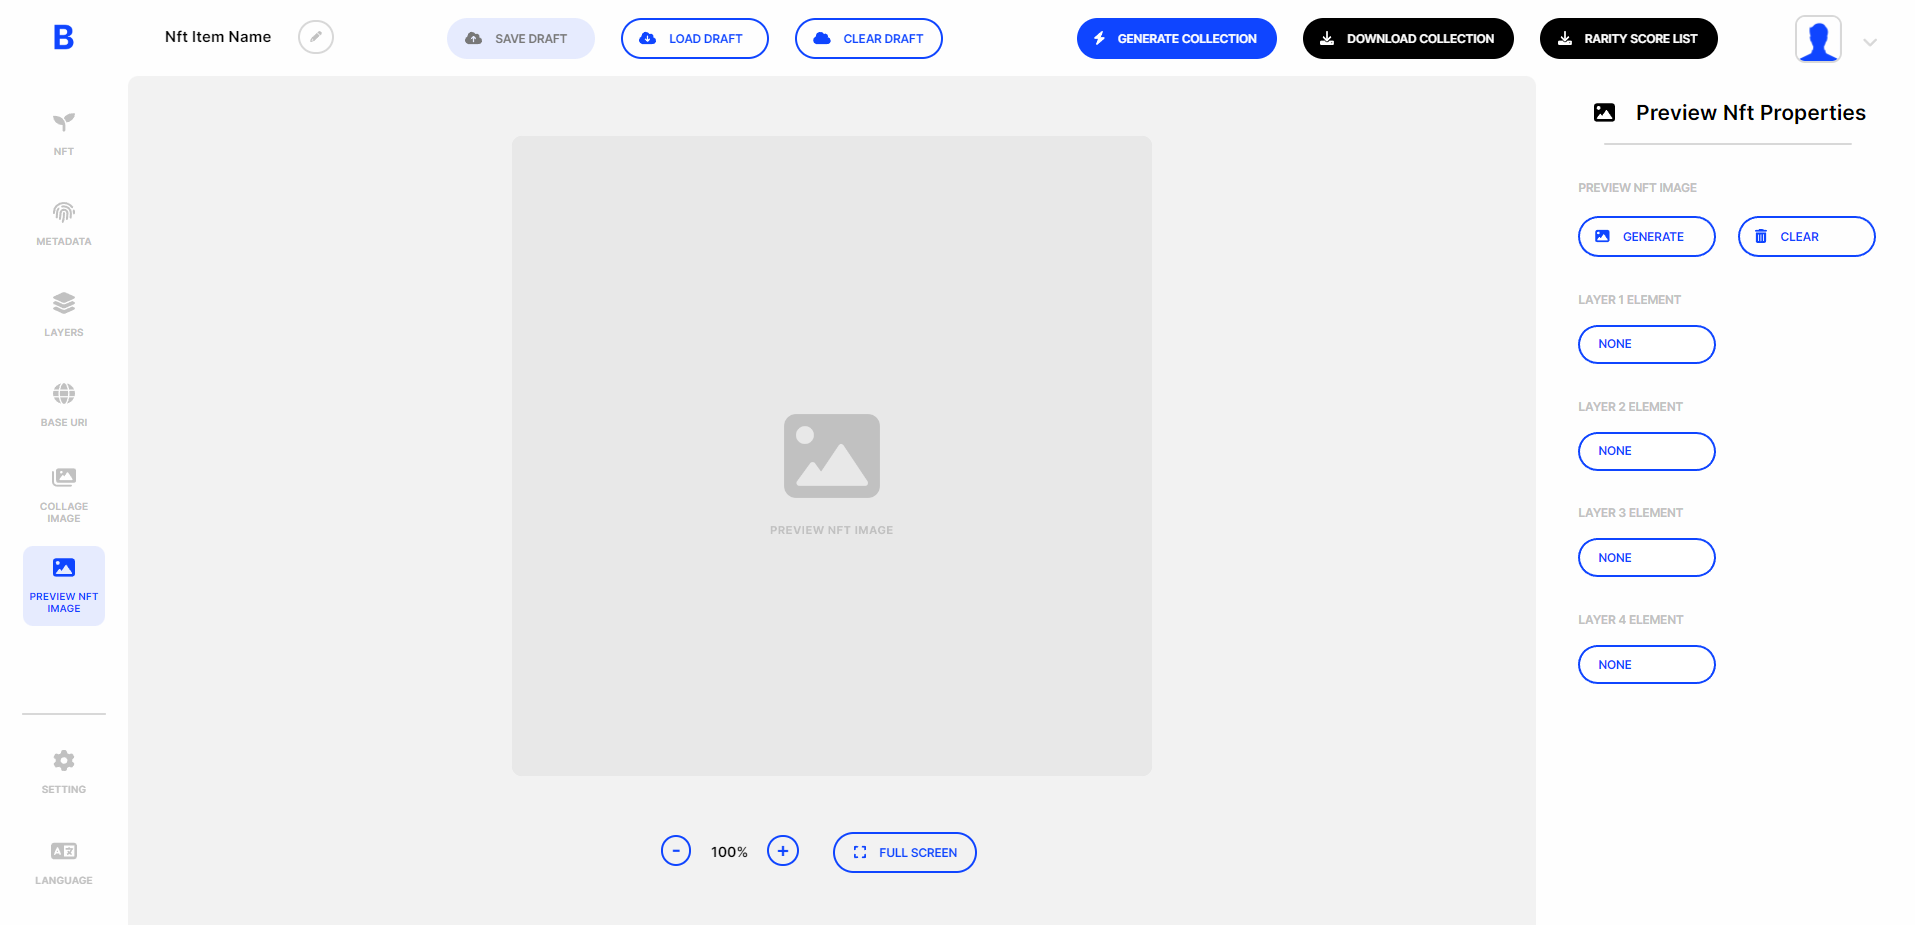 B
Nft Item Name
SAVE DRAFT
LOAD DRAFT
CLEAR DRAFT
GENERATE COLLECTION
DOWNLOAD COLLECTION
RARITY SCORE LIST
NFT
METADATA
LAYERS
BASE URI
COLLAGE
IMAGE
PREVIEW NFT
IMAGE
SETTING
A文
LANGUAGE
PREVIEW NFT IMAGE
-
100%
+
FULL SCREEN
Preview Nft Properties
PREVIEW NFT IMAGE
GENERATE
CLEAR
LAYER 1 ELEMENT
NONE
LAYER 2 ELEMENT
NONE
LAYER 3 ELEMENT
NONE
LAYER 4 ELEMENT
NONE